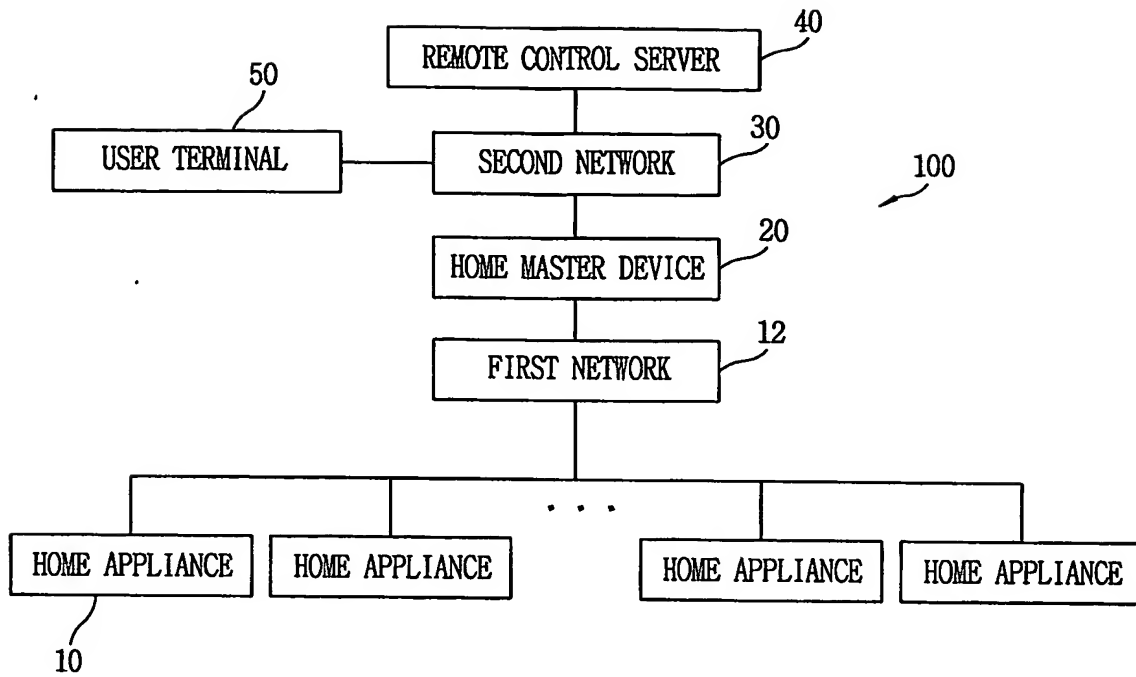 40
REMOTE CONTROL SERVER
50
30
USER TERMINAL
SECOND NETWORK
100
20
HOME MASTER DEVICE
12
FIRST NETWORK
. . .
HOME APPLIANCE
HOME APPLIANCE
HOME APPLIANCE
HOME APPLIANCE
10